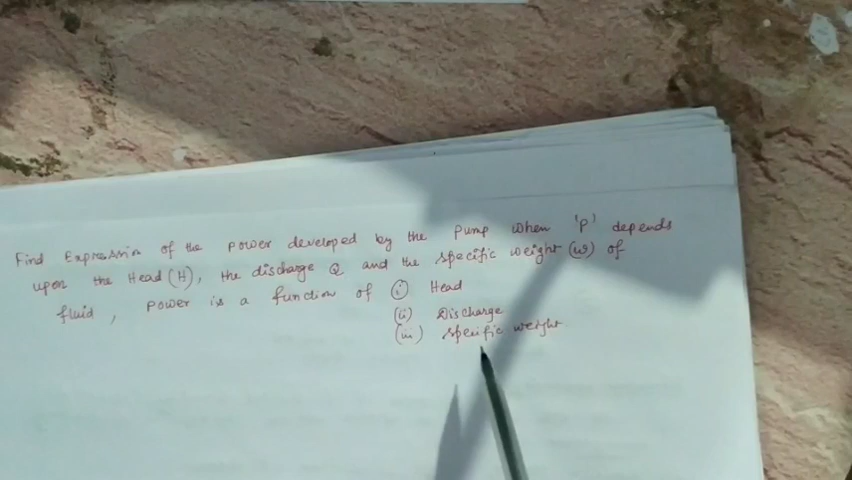 Find Expression of the power developed by the pump when 'P' depends
upon the Head (H), the discharge Q and the specific weight (w) of
fluid, power is a function of (i) Head
(ii) Discharge
(iii) specific weight